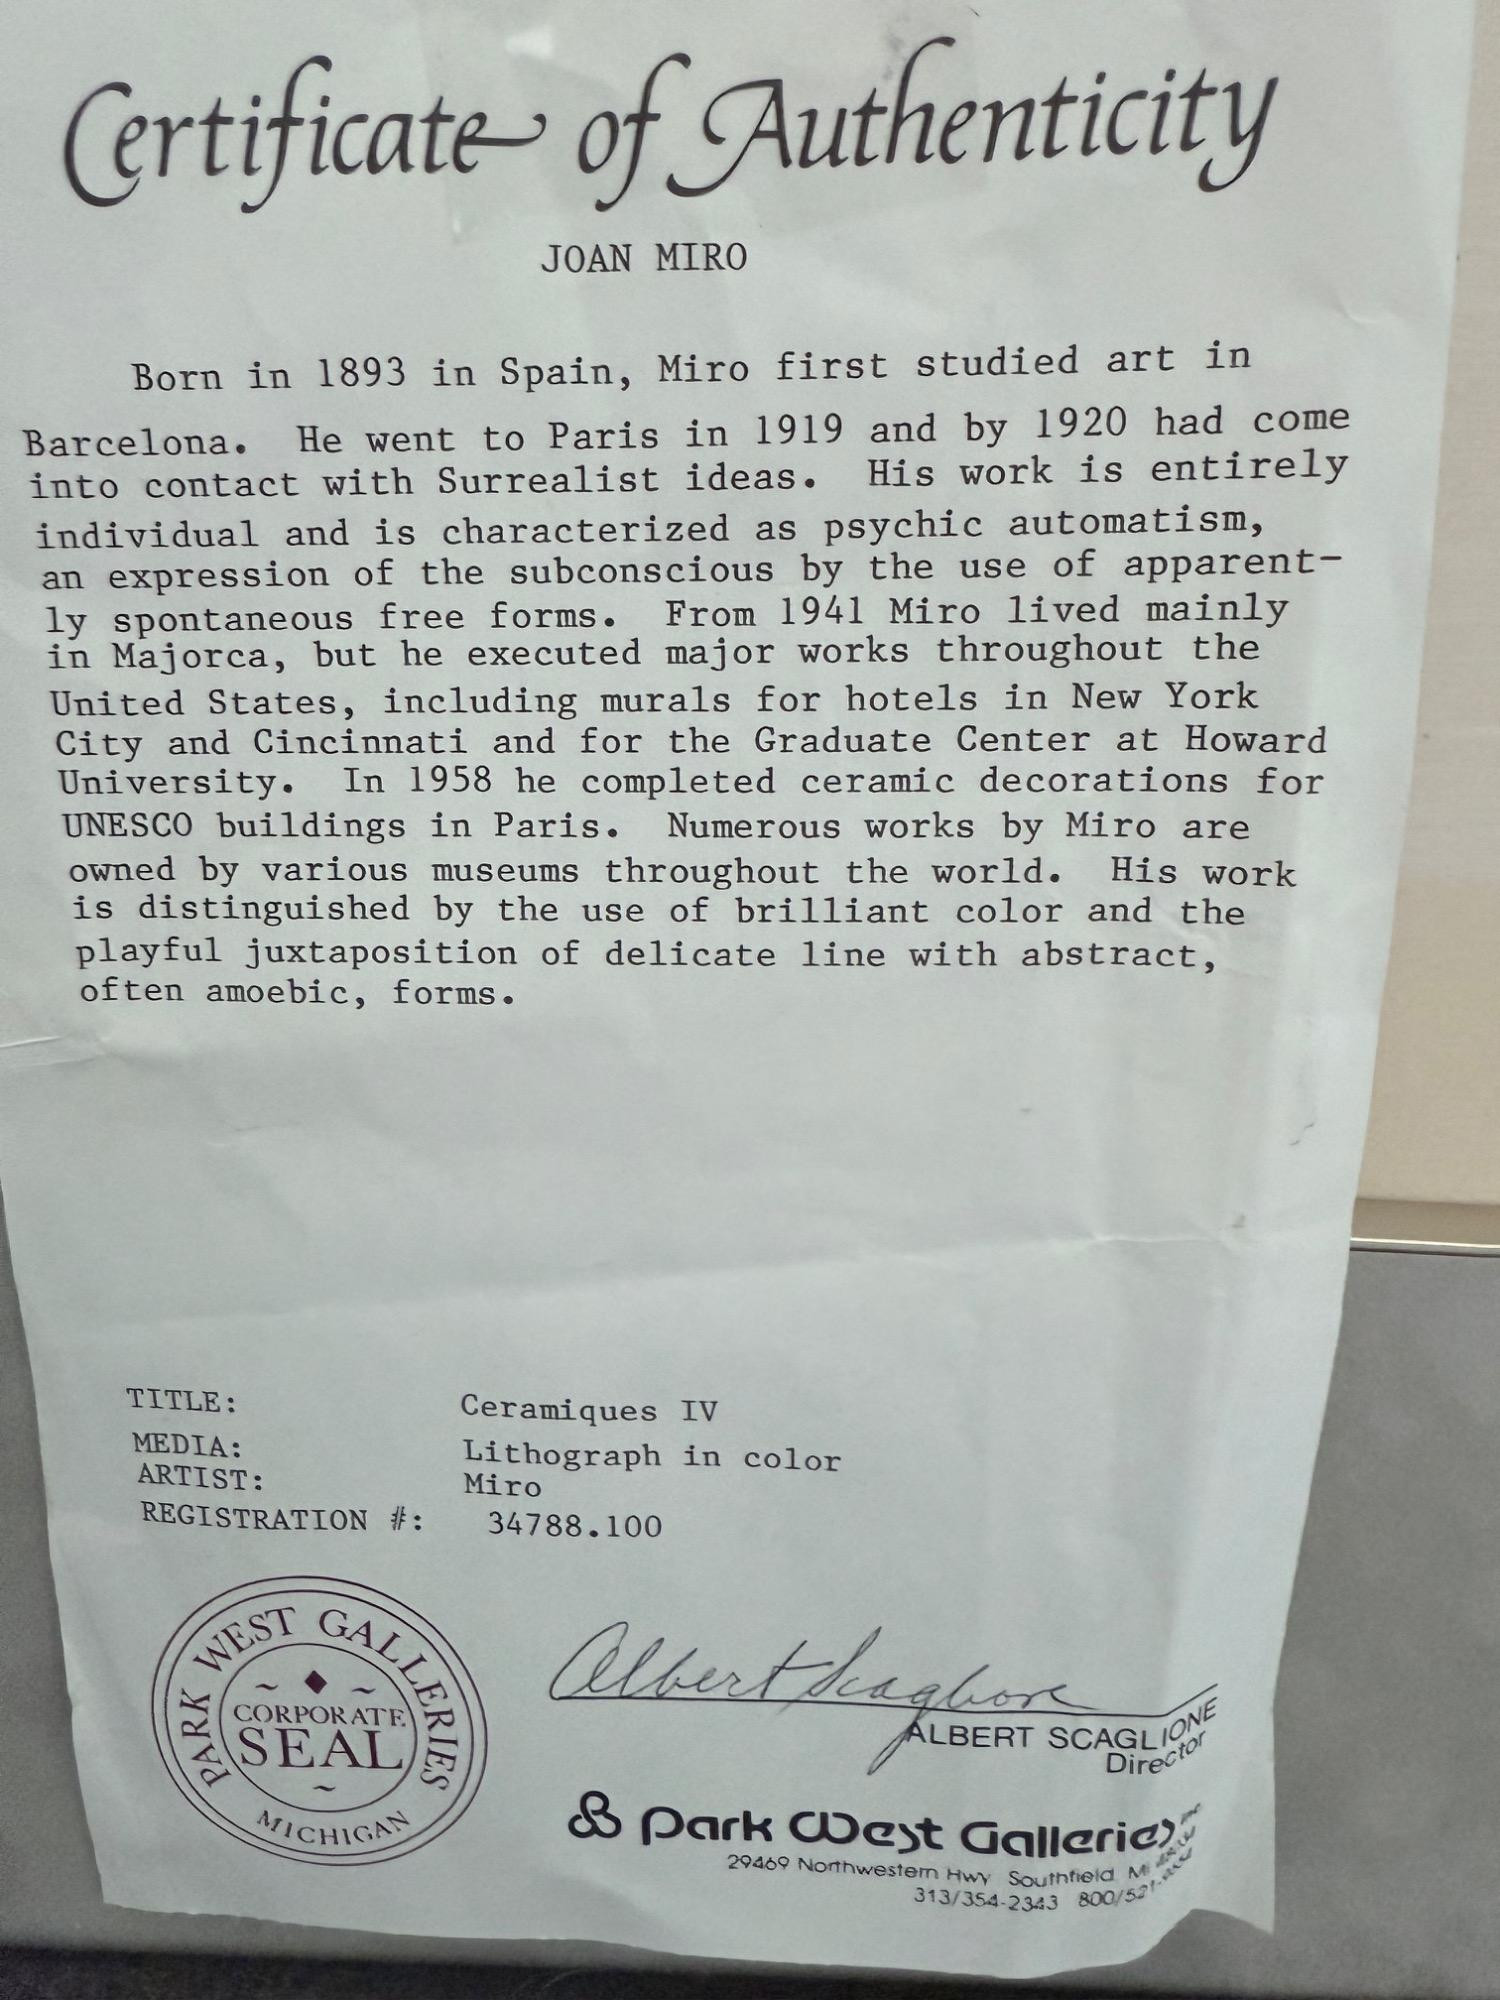 Certificate of Authenticity
JOAN MIRO
Born in 1893 in Spain, Miro first studied art in
Barcelona. He went to Paris in 1919 and by 1920 had come
into contact with Surrealist ideas. His work is entirely
individual and is characterized as psychic automatism,
an expression of the subconscious by the use of apparent-
ly spontaneous free forms. From 1941 Miro lived mainly
in Majorca, but he executed major works throughout the
United States, including murals for hotels in New York
City and Cincinnati and for the Graduate Center at Howard
University. In 1958 he completed ceramic decorations for
UNESCO buildings in Paris. Numerous works by Miro are
owned by various museums throughout the world. His work
is distinguished by the use of brilliant color and the
playful juxtaposition of delicate line with abstract,
often amoebic, forms.
TITLE: Ceramiques IV
MEDIA: Lithograph in color
ARTIST: Miro
REGISTRATION #: 34788.100
PARK WEST GALLERIES
CORPORATE
SEAL
MICHIGAN
Albert Scaglione
ALBERT SCAGLIONE
Director
Park West Galleries Inc
29469 Northwestern Hwy Southfield
313/354-2343